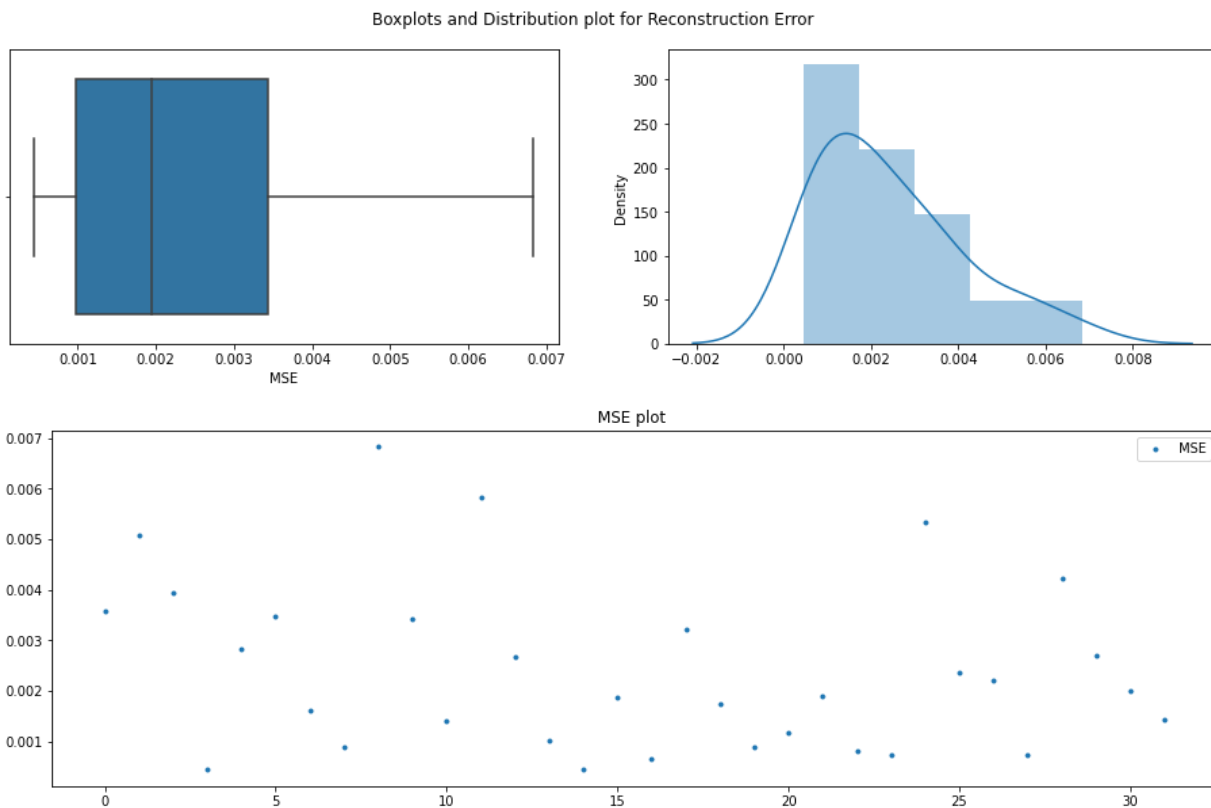 Boxplots and Distribution plot for Reconstruction Error
0.001 0.002 0.003 0.004 0.005 0.006 0.007
MSE
Density
300
250
200
150
100
50
0
−0.002 0.000 0.002 0.004 0.006 0.008
MSE plot
MSE
0.007
0.006
0.005
0.004
0.003
0.002
0.001
0 5 10 15 20 25 30